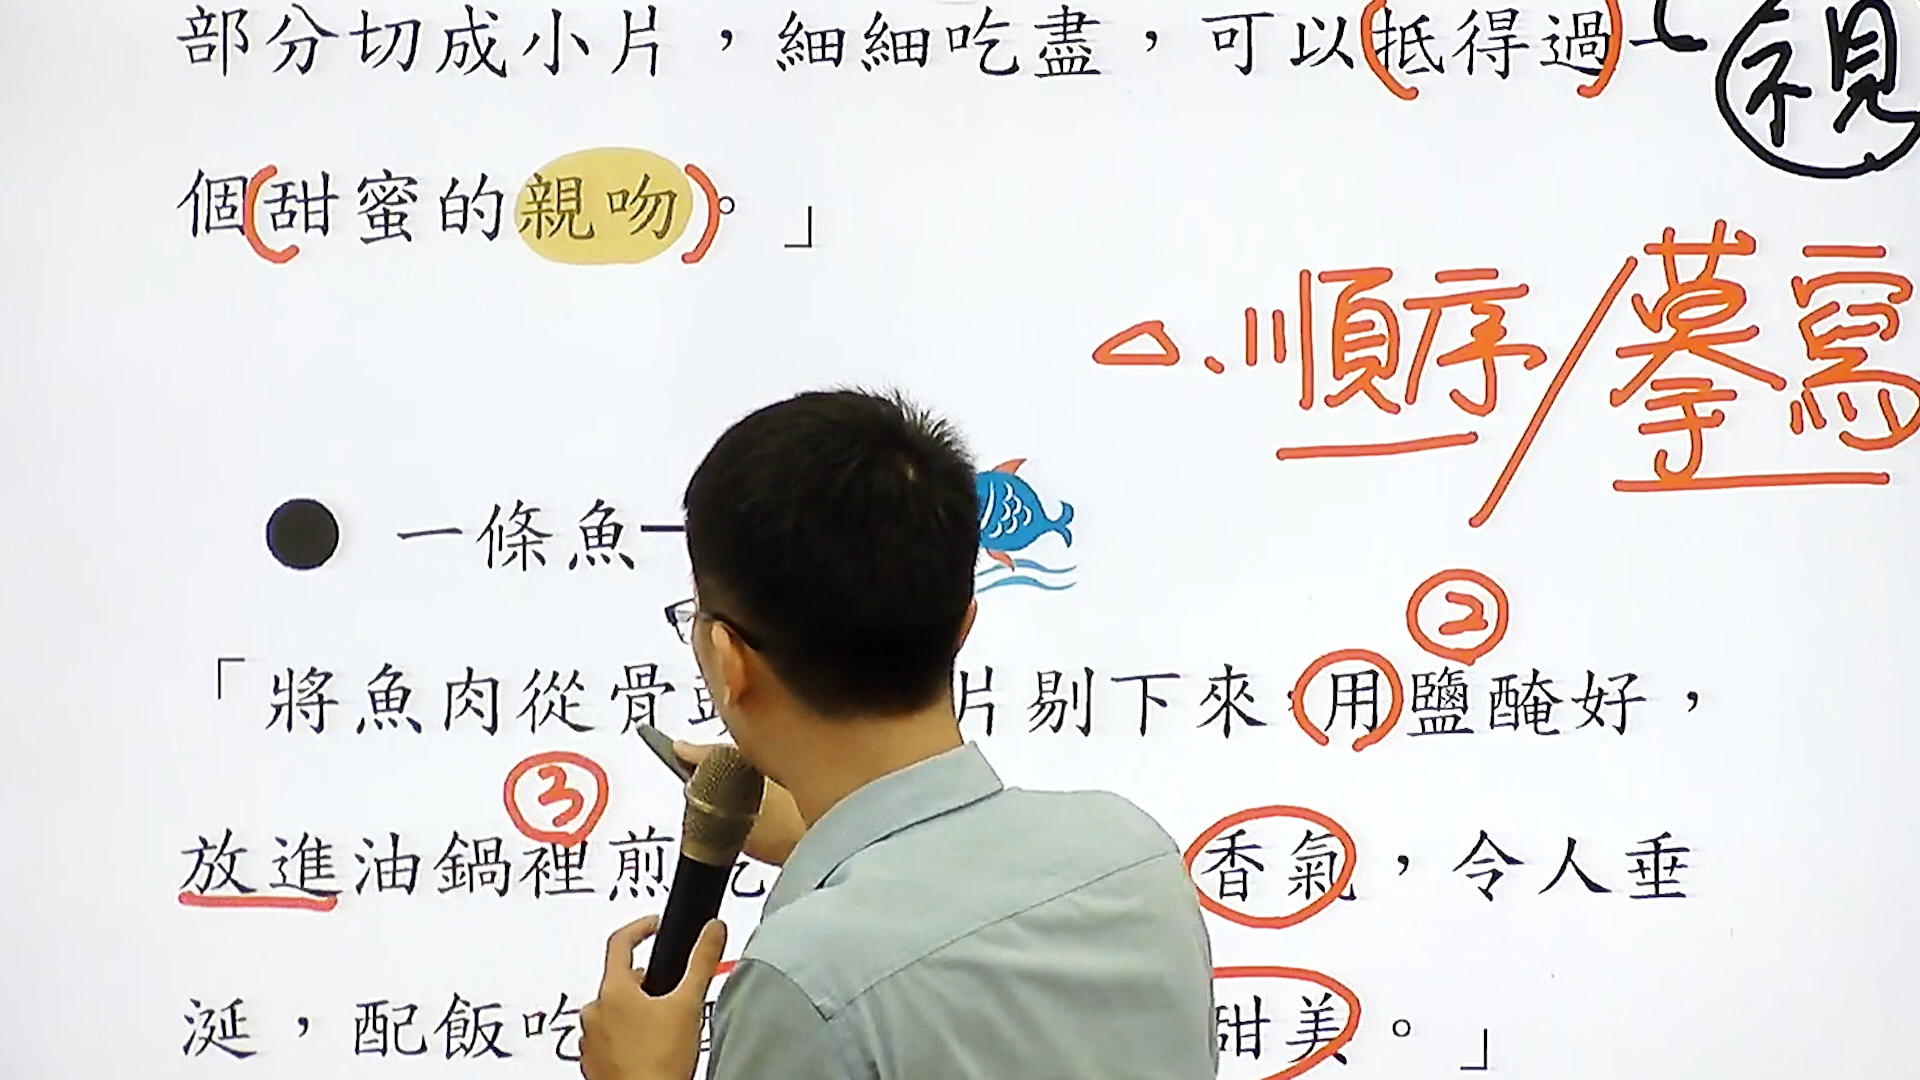 部分切成小片，細細吃盡，可以抵得過一
視
個甜蜜的親吻。」
△.順序/摹寫
●一條魚一
②
「將魚肉從骨 片剔下來，用鹽醃好，
③
放進油鍋裡煎 香氣，令人垂
涎，配飯吃 甜美。」